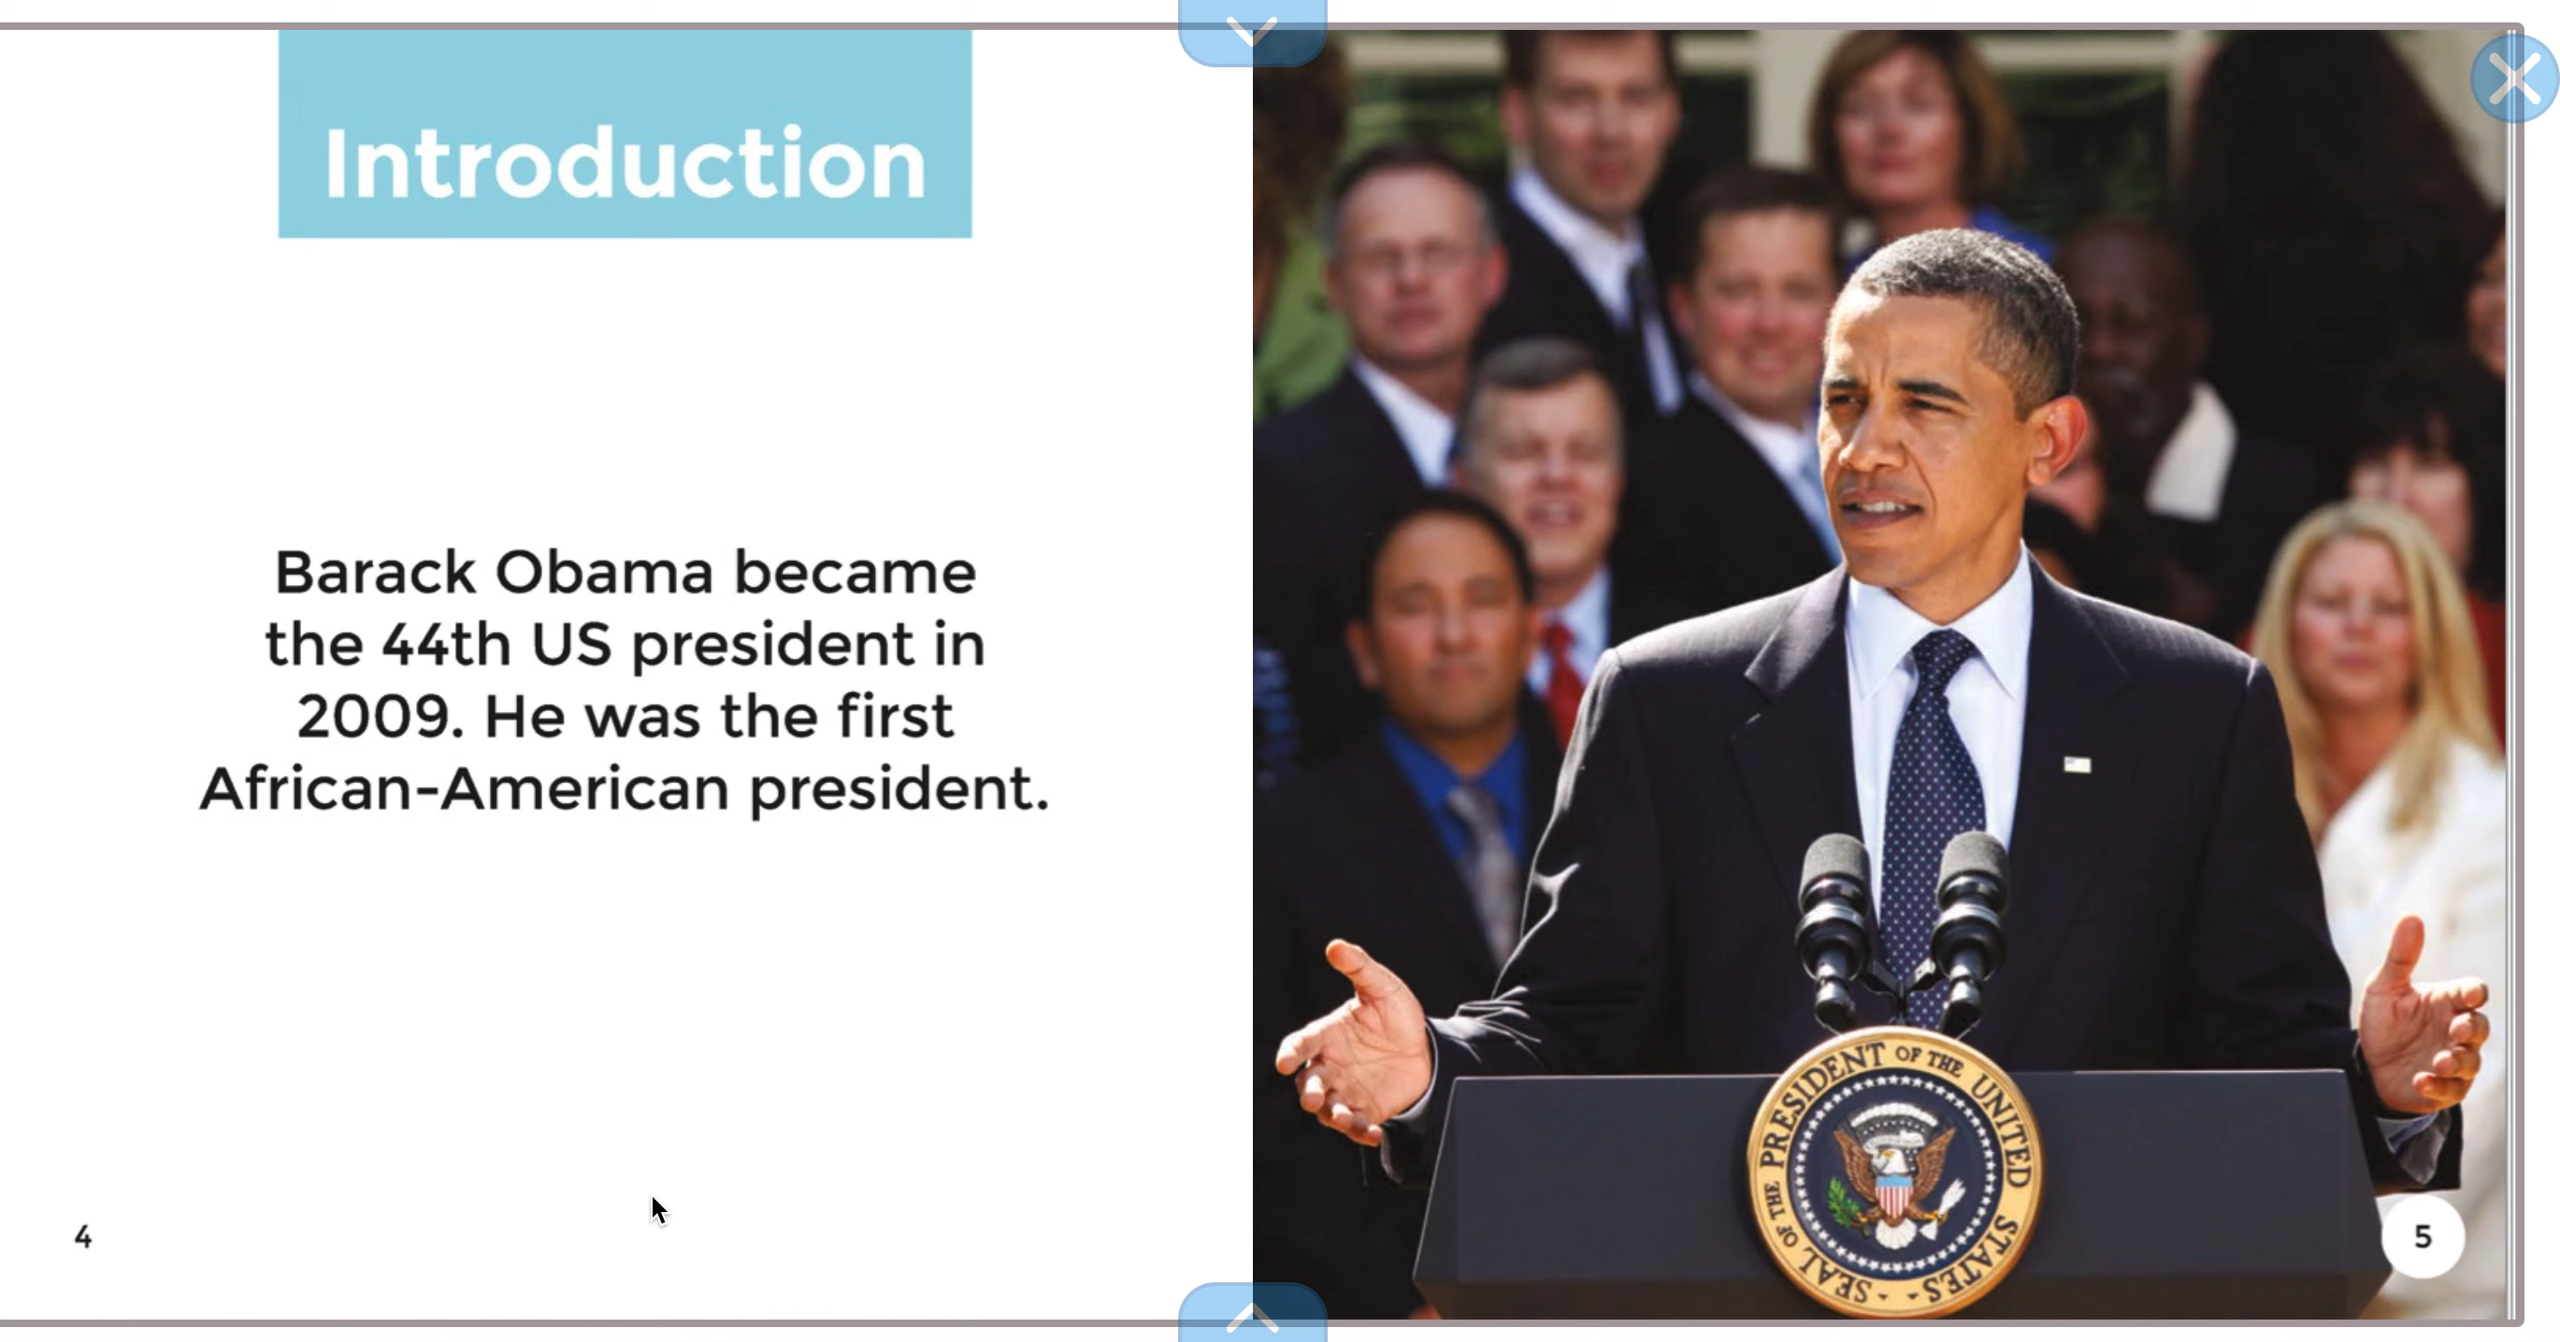 Introduction
Barack Obama became
the 44th US president in
2009. He was the first
African-American president.
4
SEAL OF THE PRESIDENT OF THE UNITED STATES
5